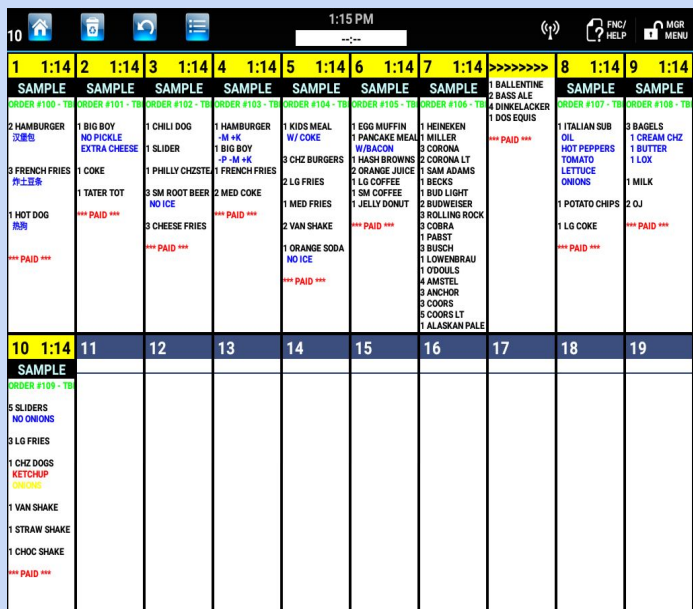 10
1:15 PM
--:--
FNC/
HELP
MGR
MENU
1 1:14
SAMPLE
ORDER #100 - TB
2 HAMBURGER
汉堡包
3 FRENCH FRIES
炸土豆条
1 HOT DOG
热狗
*** PAID ***
2 1:14
SAMPLE
ORDER #101 - TB
1 BIG BOY
NO PICKLE
EXTRA CHEESE
1 COKE
1 TATER TOT
*** PAID ***
3 1:14
SAMPLE
ORDER #102 - TB
1 CHILI DOG
1 SLIDER
1 PHILLY CHZSTE
3 SM ROOT BEER
NO ICE
3 CHEESE FRIES
*** PAID ***
4 1:14
SAMPLE
ORDER #103 - TB
1 HAMBURGER
-M +K
1 BIG BOY
-P -M +K
1 FRENCH FRIES
2 MED COKE
*** PAID ***
5 1:14
SAMPLE
ORDER #104 - TB
1 KIDS MEAL
W/ COKE
3 CHZ BURGERS
2 LG FRIES
1 MED FRIES
2 VAN SHAKE
1 ORANGE SODA
NO ICE
*** PAID ***
6 1:14
SAMPLE
ORDER #105 - TB
1 EGG MUFFIN
1 PANCAKE MEAL
W/BACON
1 HASH BROWNS
2 ORANGE JUICE
1 LG COFFEE
1 SM COFFEE
1 JELLY DONUT
*** PAID ***
7 1:14
SAMPLE
ORDER #106 - TB
1 HEINEKEN
1 MILLER
3 CORONA
2 CORONA LT
1 SAM ADAMS
1 BECKS
1 BUD LIGHT
2 BUDWEISER
3 ROLLING ROCK
3 COBRA
1 PABST
3 BUSCH
1 LOWENBRAU
1 O'DOULS
4 AMSTEL
3 ANCHOR
3 COORS
5 COORS LT
1 ALASKAN PALE
>>>>>>>>
1 BALLENTINE
2 BASS ALE
4 DINKELACKER
1 DOS EQUIS
*** PAID ***
8 1:14
SAMPLE
ORDER #107 - TB
1 ITALIAN SUB
OIL
HOT PEPPERS
TOMATO
LETTUCE
ONIONS
1 POTATO CHIPS
1 LG COKE
*** PAID ***
9 1:14
SAMPLE
ORDER #108 - TB
3 BAGELS
1 CREAM CHZ
1 BUTTER
1 LOX
1 MILK
2 OJ
*** PAID ***
10 1:14
SAMPLE
ORDER #109 - TB
5 SLIDERS
NO ONIONS
3 LG FRIES
1 CHZ DOGS
KETCHUP
ONIONS
1 VAN SHAKE
1 STRAW SHAKE
1 CHOC SHAKE
*** PAID ***
11
12
13
14
15
16
17
18
19